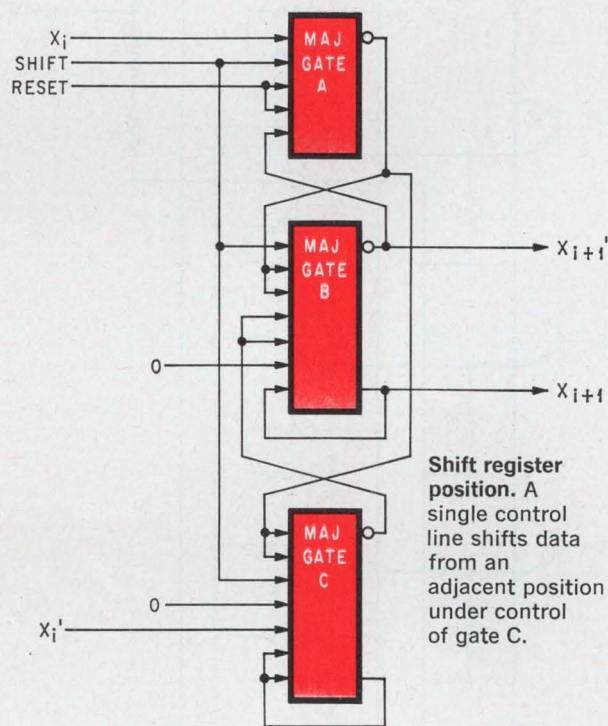 Xi
SHIFT
RESET
MAJ
GATE
A
MAJ
GATE
B
Xi+1'
0
Xi+1
Shift register
position. A
single control
line shifts data
from an
adjacent position
under control
of gate C.
MAJ
GATE
C
0
Xi'